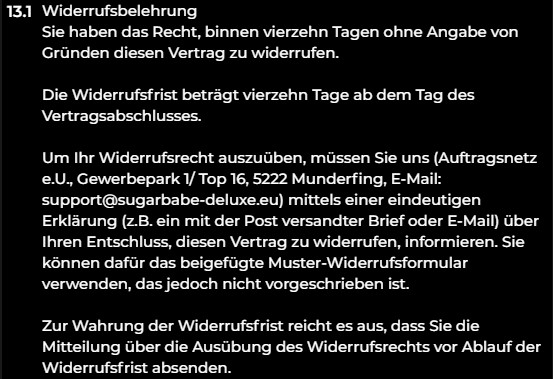 13.1 Widerrufsbelehrung
Sie haben das Recht, binnen vierzehn Tagen ohne Angabe von
Gründen diesen Vertrag zu widerrufen.
Die Widerrufsfrist beträgt vierzehn Tage ab dem Tag des
Vertragsabschlusses.
Um Ihr Widerrufsrecht auszuüben, müssen Sie uns (Auftragsnetz
e.U., Gewerbepark 1/ Top 16, 5222 Munderfing, E-Mail:
support@sugarbabe-deluxe.eu) mittels einer eindeutigen
Erklärung (z.B. ein mit der Post versandter Brief oder E-Mail) über
Ihren Entschluss, diesen Vertrag zu widerrufen, informieren. Sie
können dafür das beigefügte Muster-Widerrufsformular
verwenden, das jedoch nicht vorgeschrieben ist.
Zur Wahrung der Widerrufsfrist reicht es aus, dass Sie die
Mitteilung über die Ausübung des Widerrufsrechts vor Ablauf der
Widerrufsfrist absenden.